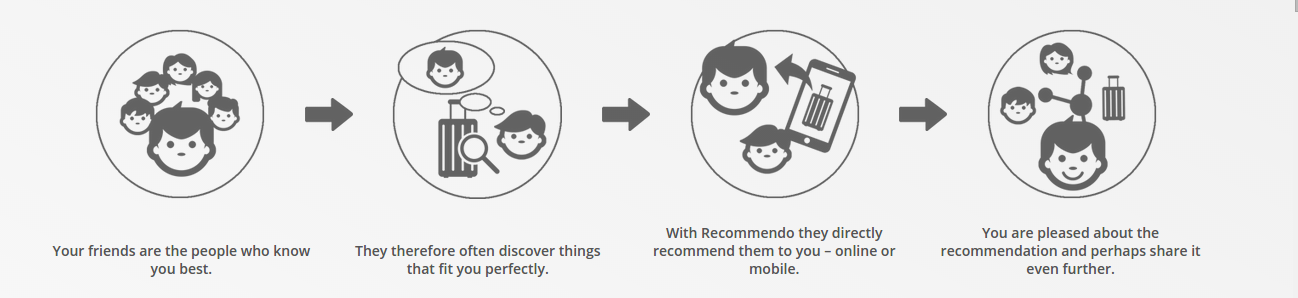 Your friends are the people who know
you best.
They therefore often discover things
that fit you perfectly.
With Recommendo they directly
recommend them to you – online or
mobile.
You are pleased about the
recommendation and perhaps share it
even further.